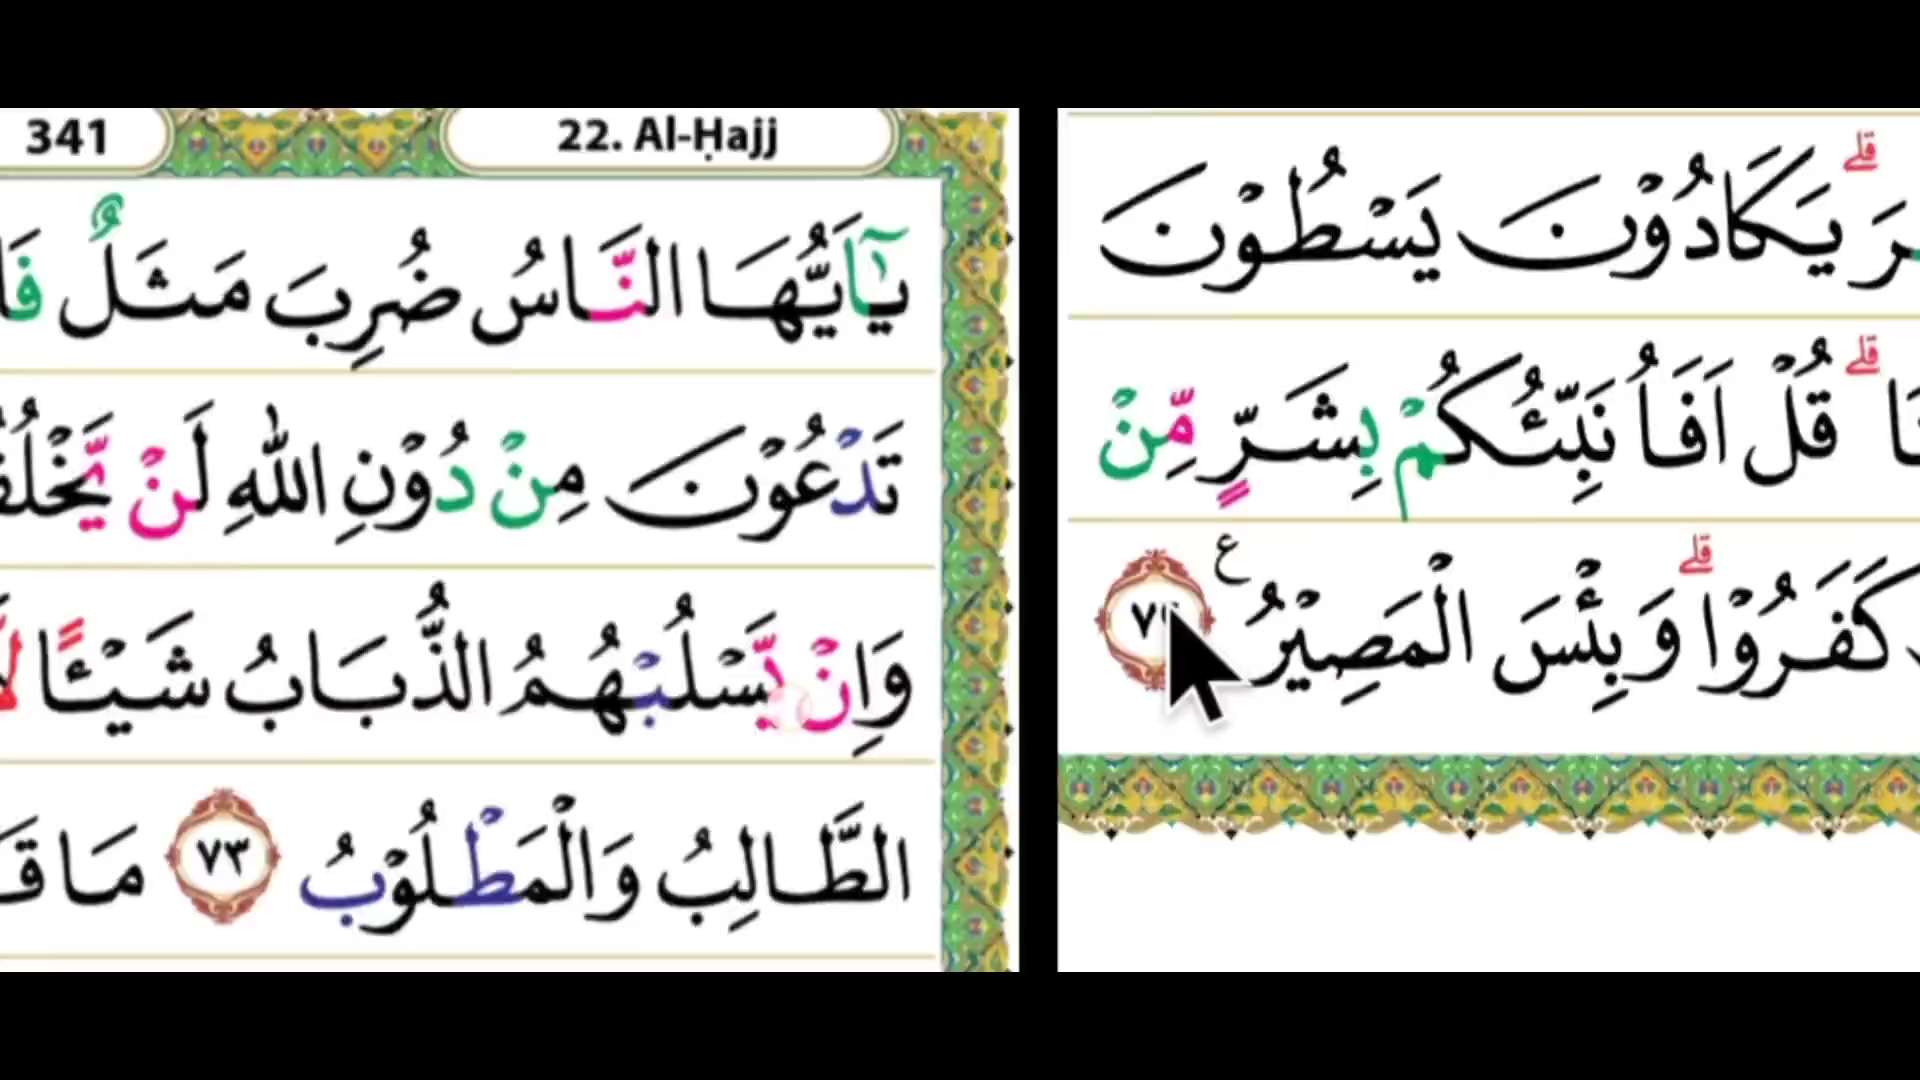 341
22. Al-Ḥajj
يٰۤاَيُّهَا النَّاسُ ضُرِبَ مَثَلٌ
تَدْعُوْنَ مِنْ دُوْنِ اللّٰهِ لَنْ
وَاِنْ يَّسْلُبْهُمُ الذُّبَابُ شَيْـًٔا
الطَّالِبُ وَالْمَطْلُوْبُ ٧٣ مَا
يَكَادُوْنَ يَسْطُوْنَ
ۗ قُلْ اَفَاُنَبِّئُكُمْ بِشَرٍّ مِّنْ
كَفَرُوْا ۗ وَبِئْسَ الْمَصِيْرُ ع